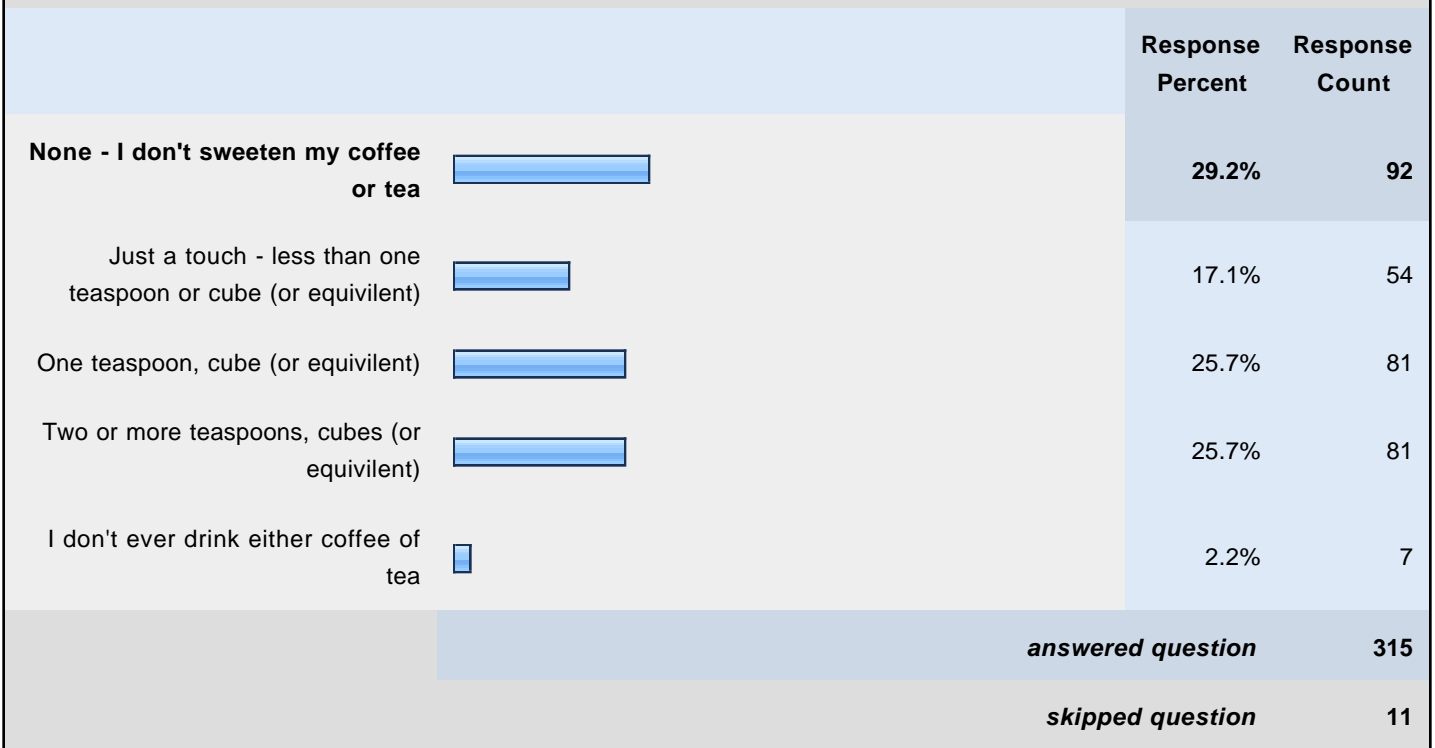 Response Response
Percent Count
None - I don't sweeten my coffee
or tea
29.2% 92
Just a touch - less than one
teaspoon or cube (or equivilent)
17.1% 54
One teaspoon, cube (or equivilent) 25.7% 81
Two or more teaspoons, cubes (or
equivilent)
25.7% 81
I don't ever drink either coffee of
tea
2.2% 7
answered question 315
skipped question 11